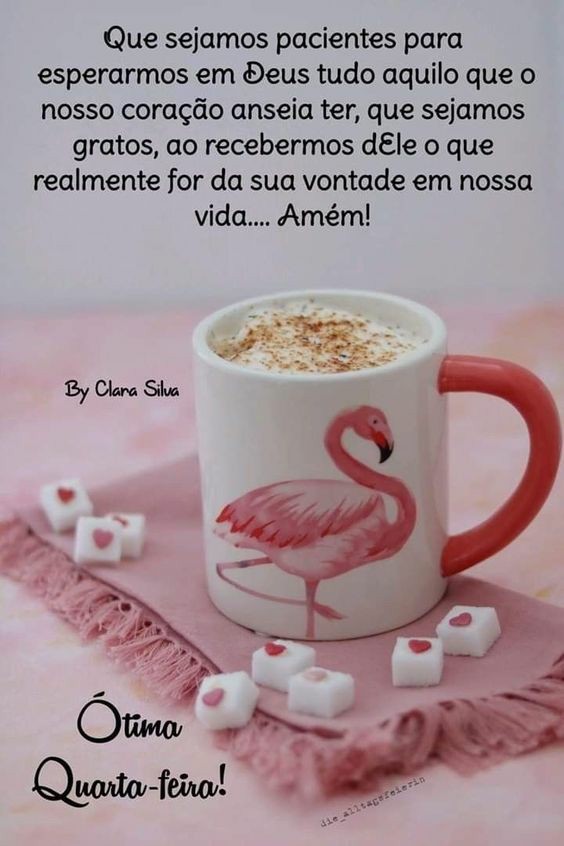 Que sejamos pacientes para
esperarmos em Deus tudo aquilo que o
nosso coração anseia ter, que sejamos
gratos, ao recebermos dEle o que
realmente for da sua vontade em nossa
vida.... Amém!
By Clara Silva
Ótima
Quarta-feira!
die_alltagsfeierin